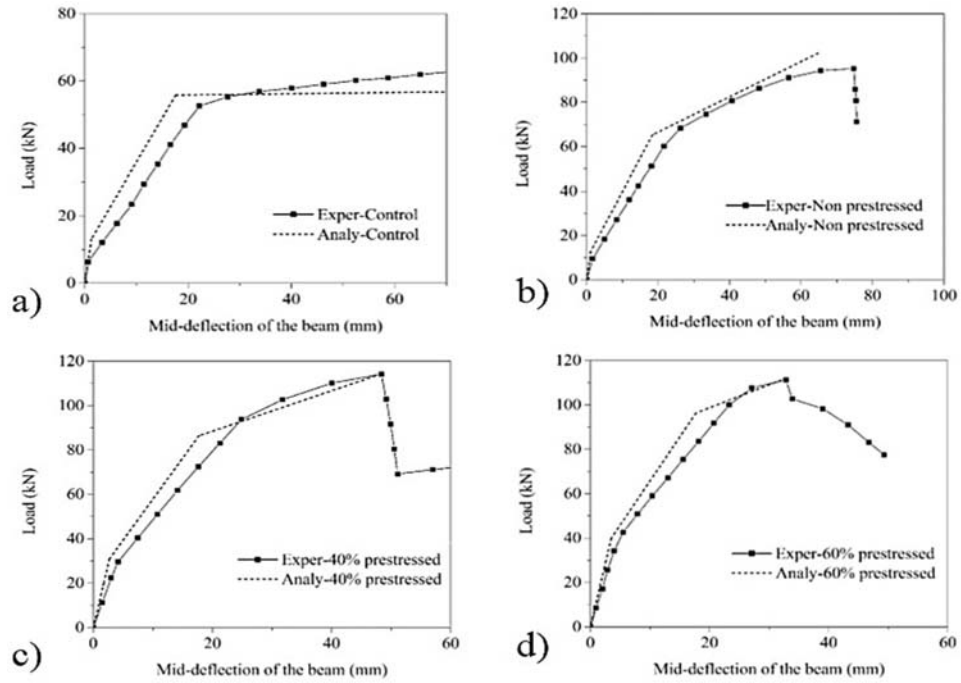 80
60
40
20
0
Load (kN)
0 20 40 60
Mid-deflection of the beam (mm)
Exper-Control
Analy-Control
a)
120
100
80
60
40
20
0
Load (kN)
0 20 40 60 80 100
Mid-deflection of the beam (mm)
Exper-Non prestressed
Analy-Non prestressed
b)
120
100
80
60
40
20
0
Load (kN)
0 20 40 60
Mid-deflection of the beam (mm)
Exper-40% prestressed
Analy-40% prestressed
c)
120
100
80
60
40
20
0
Load (kN)
0 20 40 60
Mid-deflection of the beam (mm)
Exper-60% prestressed
Analy-60% prestressed
d)